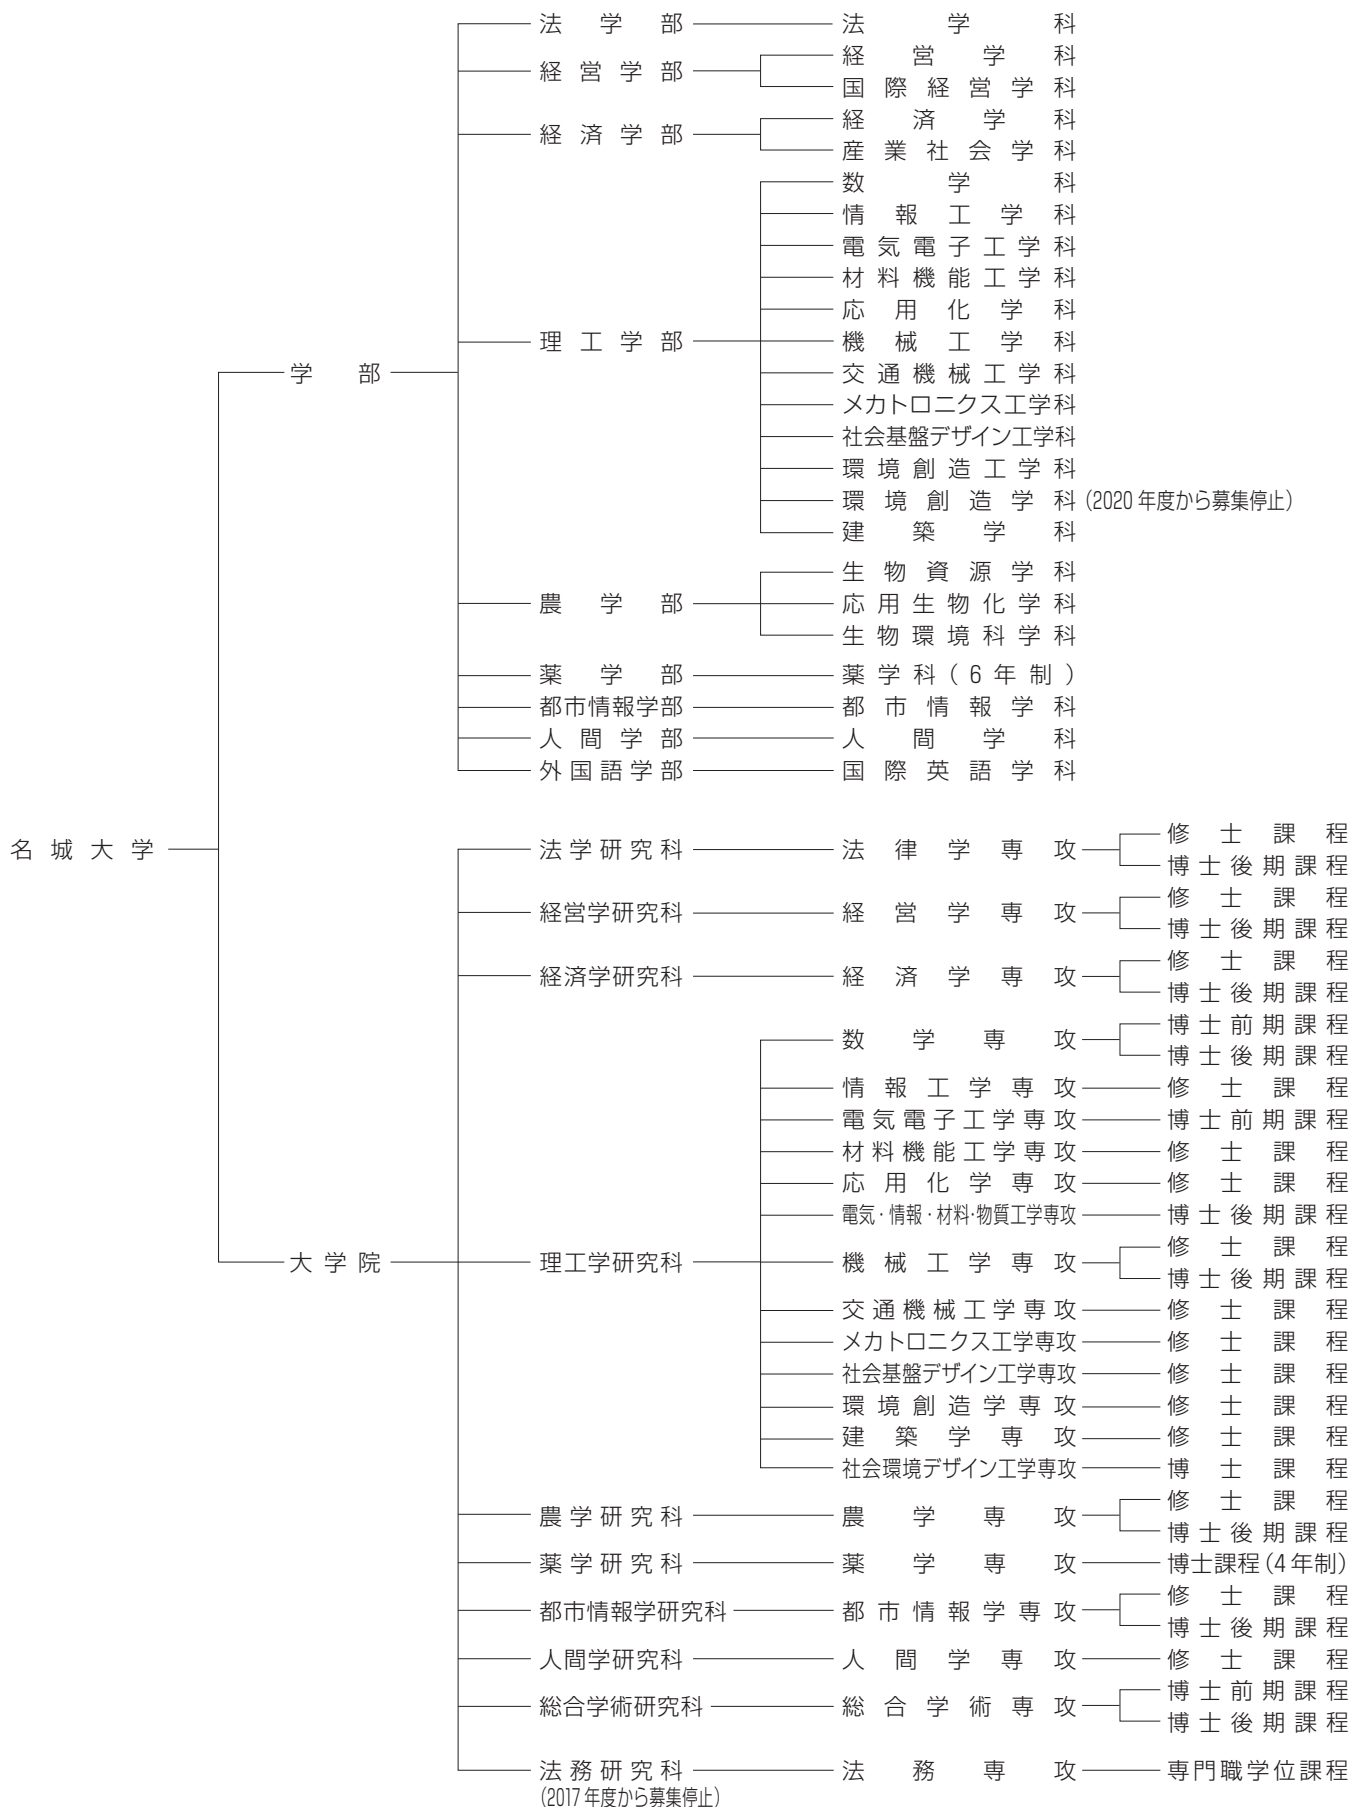 法学部 法学科
経営学部 経営学科
国際経営学科
経済学部 経済学科
産業社会学科
数学科
情報工学科
電気電子工学科
材料機能工学科
応用化学科
理工学部 機械工学科
学部 交通機械工学科
メカトロニクス工学科
社会基盤デザイン工学科
環境創造工学科
環境創造学科(2020年度から募集停止)
建築学科
生物資源学科
農学部 応用生物化学科
生物環境科学科
薬学部 薬学科(6年制)
都市情報学部 都市情報学科
人間学部 人間学科
外国語学部 国際英語学科
名城大学 法学研究科 法律学専攻 修士課程
博士後期課程
経営学研究科 経営学専攻 修士課程
博士後期課程
経済学研究科 経済学専攻 修士課程
博士後期課程
数学専攻 博士前期課程
博士後期課程
情報工学専攻 修士課程
電気電子工学専攻 博士前期課程
材料機能工学専攻 修士課程
応用化学専攻 修士課程
電気・情報・材料・物質工学専攻 博士後期課程
大学院 理工学研究科 機械工学専攻 修士課程
博士後期課程
交通機械工学専攻 修士課程
メカトロニクス工学専攻 修士課程
社会基盤デザイン工学専攻 修士課程
環境創造学専攻 修士課程
建築学専攻 修士課程
社会環境デザイン工学専攻 博士課程
農学研究科 農学専攻 修士課程
博士後期課程
薬学研究科 薬学専攻 博士課程(4年制)
都市情報学研究科 都市情報学専攻 修士課程
博士後期課程
人間学研究科 人間学専攻 修士課程
総合学術研究科 総合学術専攻 博士前期課程
博士後期課程
法務研究科 法務専攻 専門職学位課程
(2017年度から募集停止)